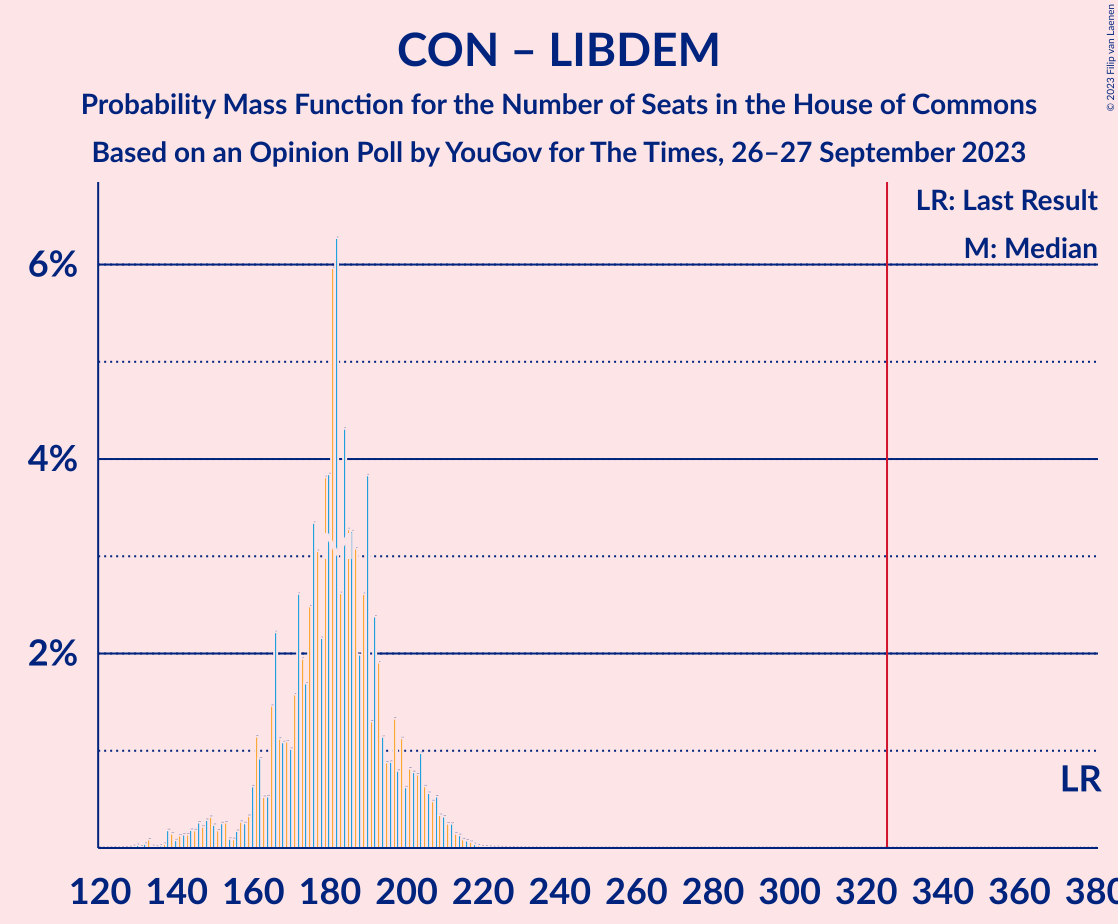 CON – LIBDEM
Probability Mass Function for the Number of Seats in the House of Commons
Based on an Opinion Poll by YouGov for The Times, 26–27 September 2023
© 2023 Filip van Laenen
LR: Last Result
M: Median
6%
4%
2%
LR
120 140 160 180 200 220 240 260 280 300 320 340 360 380